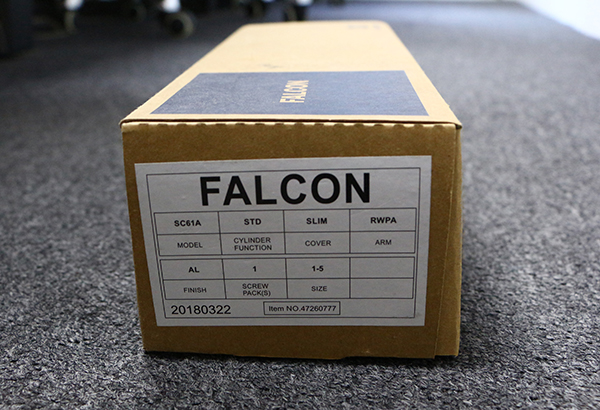 FALCON
FALCON
SC61A STD SLIM RWPA
MODEL CYLINDER FUNCTION COVER ARM
AL 1 1-5
FINISH SCREW PACK(S) SIZE
20180322 Item NO.47260777